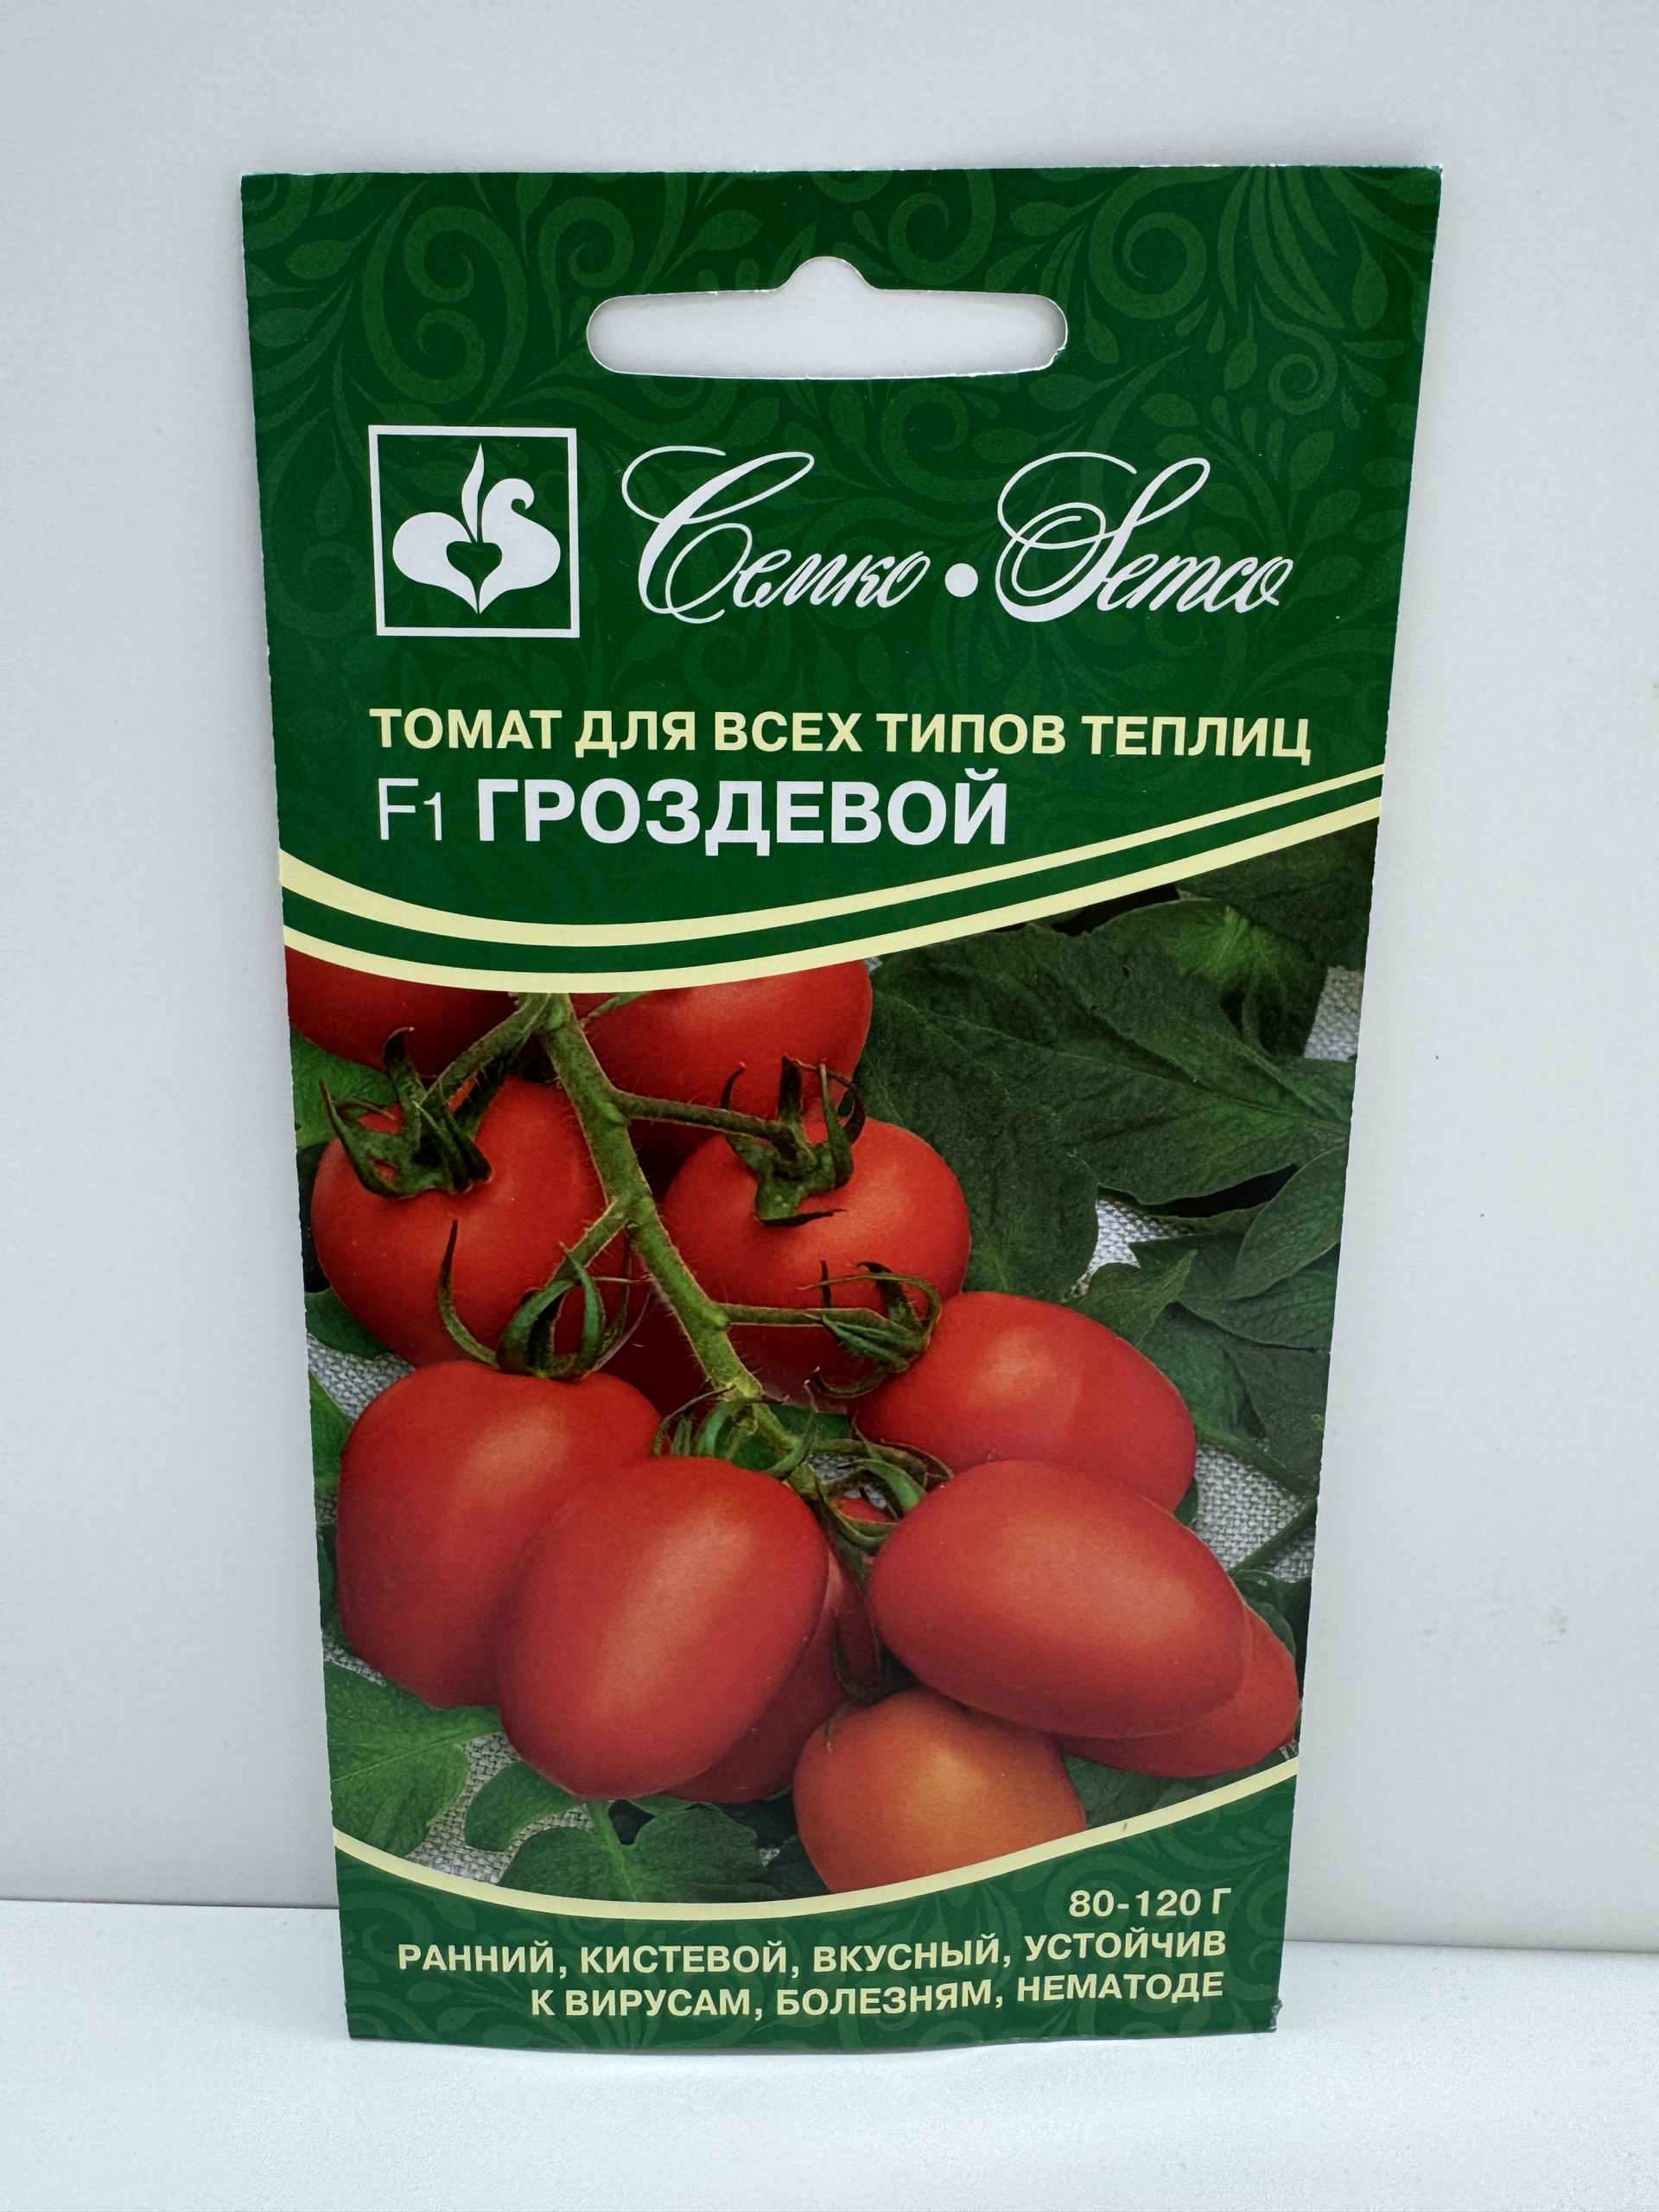 Семко • Semco
ТОМАТ ДЛЯ ВСЕХ ТИПОВ ТЕПЛИЦ
F1 ГРОЗДЕВОЙ
80-120 Г
РАННИЙ, КИСТЕВОЙ, ВКУСНЫЙ, УСТОЙЧИВ
К ВИРУСАМ, БОЛЕЗНЯМ, НЕМАТОДЕ